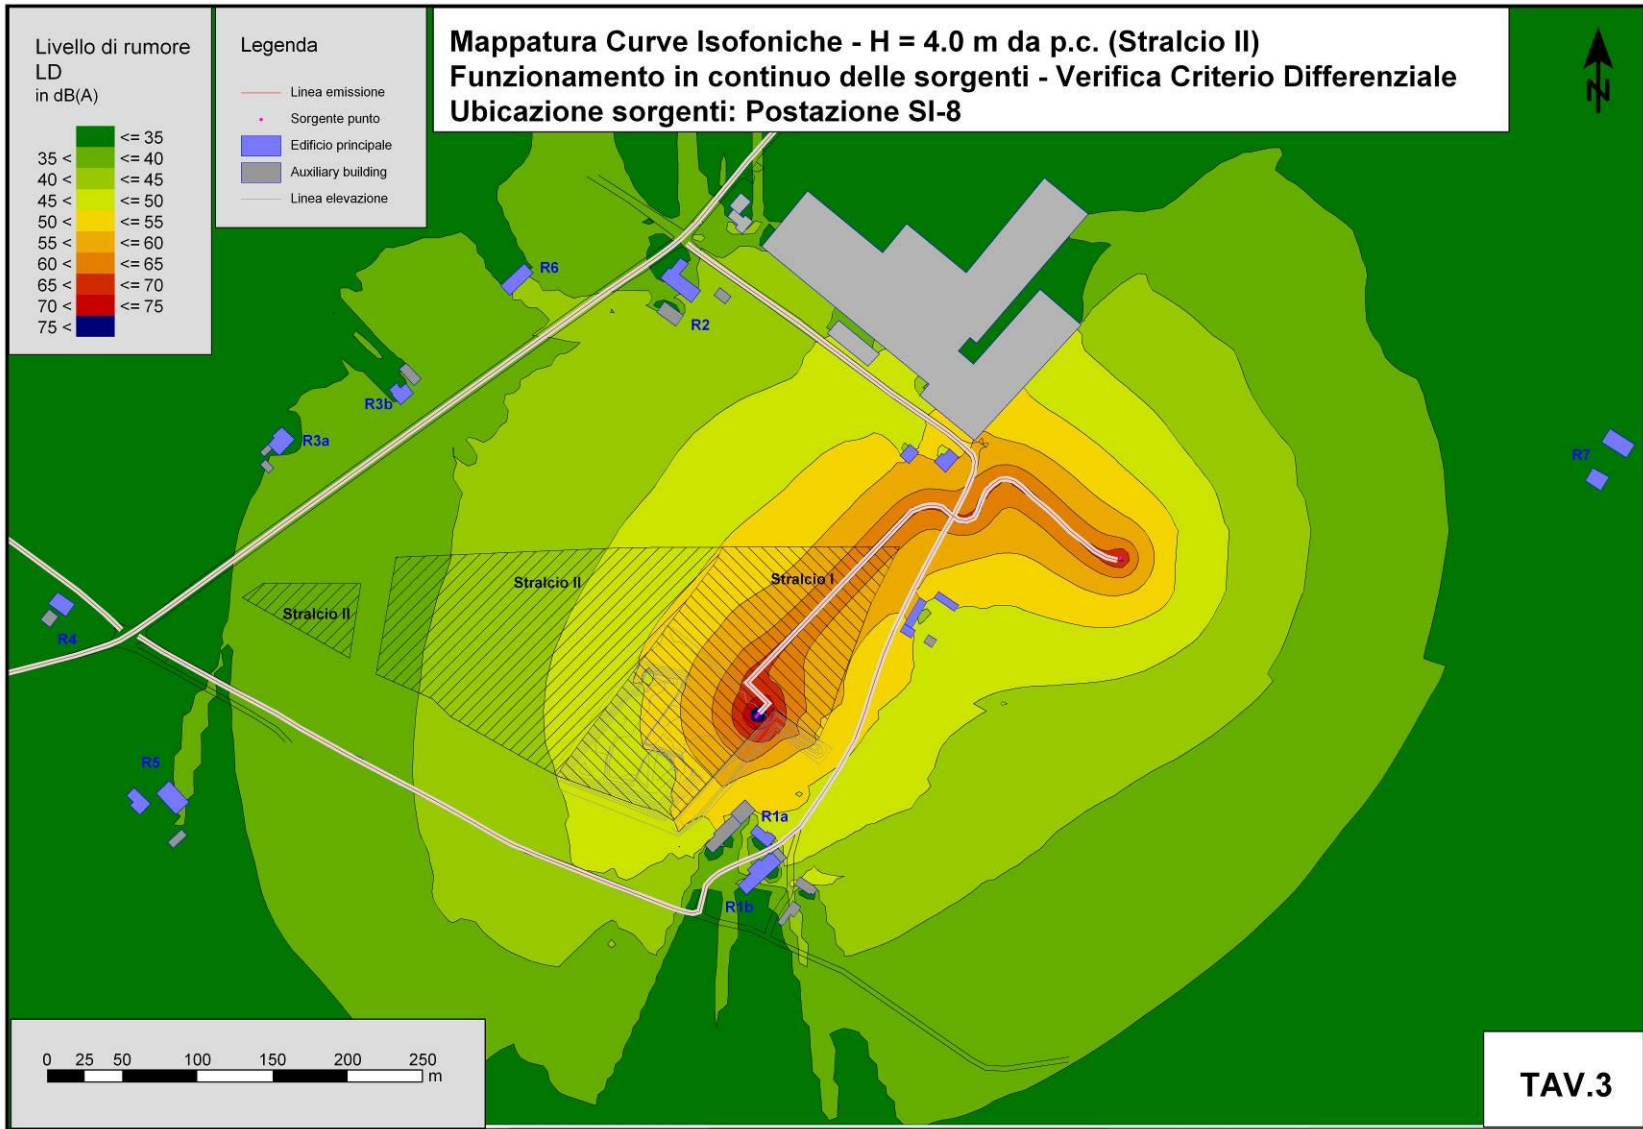 Livello di rumore
LD
in dB(A)
<= 35
35 < <= 40
40 < <= 45
45 < <= 50
50 < <= 55
55 < <= 60
60 < <= 65
65 < <= 70
70 < <= 75
75 <
Legenda
Linea emissione
Sorgente punto
Edificio principale
Auxiliary building
Linea elevazione
Mappatura Curve Isofoniche - H = 4.0 m da p.c. (Stralcio II)
Funzionamento in continuo delle sorgenti - Verifica Criterio Differenziale
Ubicazione sorgenti: Postazione SI-8
N
R6
R2
R3b
R3a
R7
Stralcio II
Stralcio I
Stralcio II
R4
R5
R1a
R1b
0 25 50 100 150 200 250
m
TAV.3